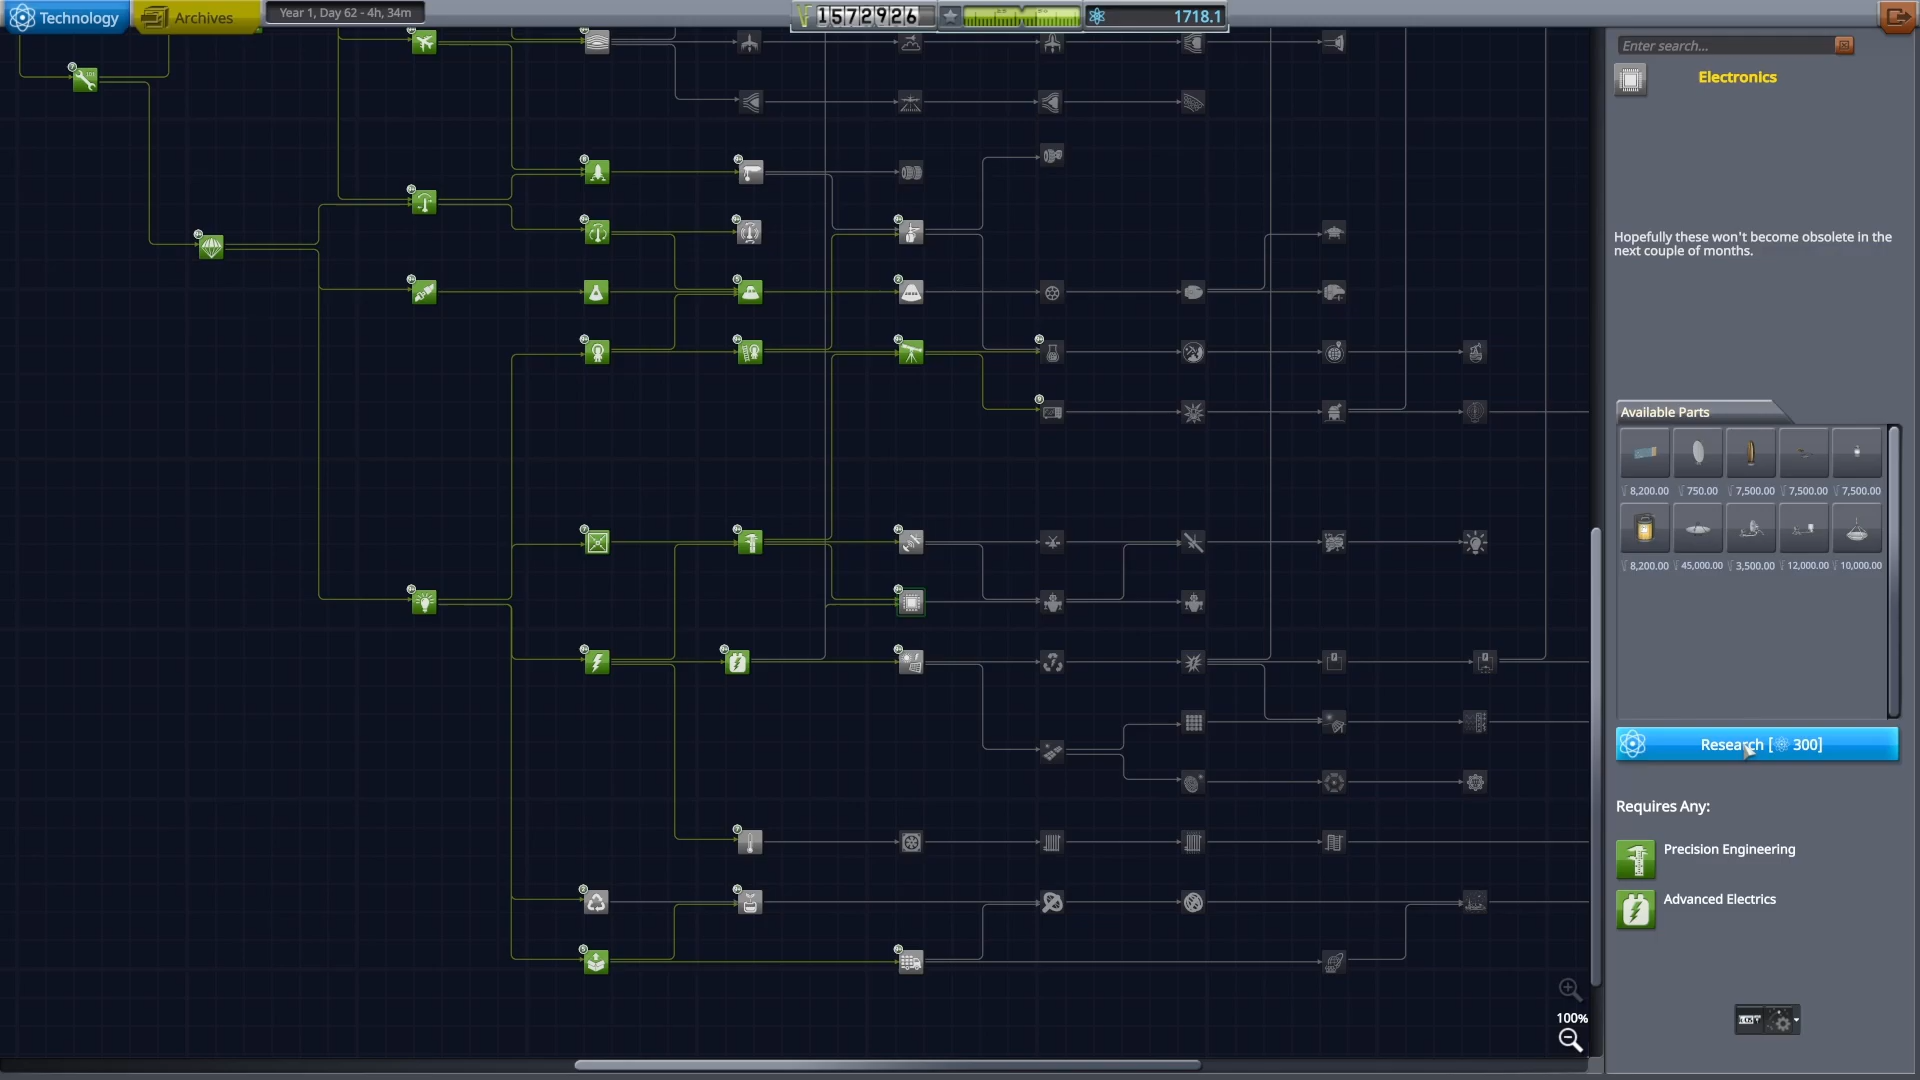 Technology
Archives
Year 1, Day 62 - 4h, 34m
1572926
1718.1
Enter search...
Electronics
Hopefully these won't become obsolete in the
next couple of months.
Available Parts
8,200.00 750.00 7,500.00 7,500.00 7,500.00
8,200.00 45,000.00 3,500.00 12,000.00 10,000.00
Research [ 300]
Requires Any:
Precision Engineering
Advanced Electrics
100%